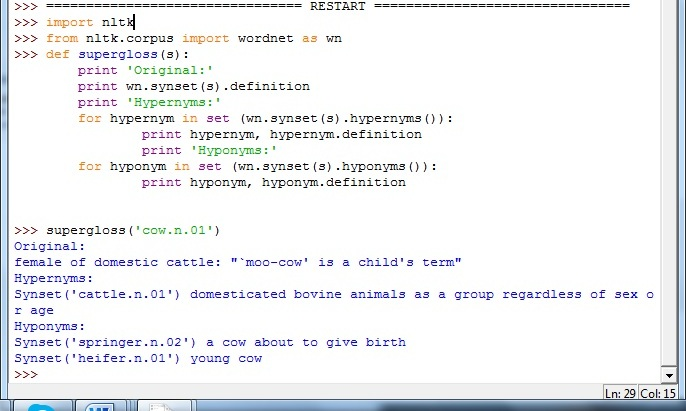 >>> ================================ RESTART ================================
>>> import nltk
>>> from nltk.corpus import wordnet as wn
>>> def supergloss(s):
        print 'Original:'
        print wn.synset(s).definition
        print 'Hypernyms:'
        for hypernym in set (wn.synset(s).hypernyms()):
                print hypernym, hypernym.definition
                print 'Hyponyms:'
        for hyponym in set (wn.synset(s).hyponyms()):
                print hyponym, hyponym.definition
>>> supergloss('cow.n.01')
Original:
female of domestic cattle: "`moo-cow' is a child's term"
Hypernyms:
Synset('cattle.n.01') domesticated bovine animals as a group regardless of sex o
r age
Hyponyms:
Synset('springer.n.02') a cow about to give birth
Synset('heifer.n.01') young cow
>>>
Ln: 29 Col: 15